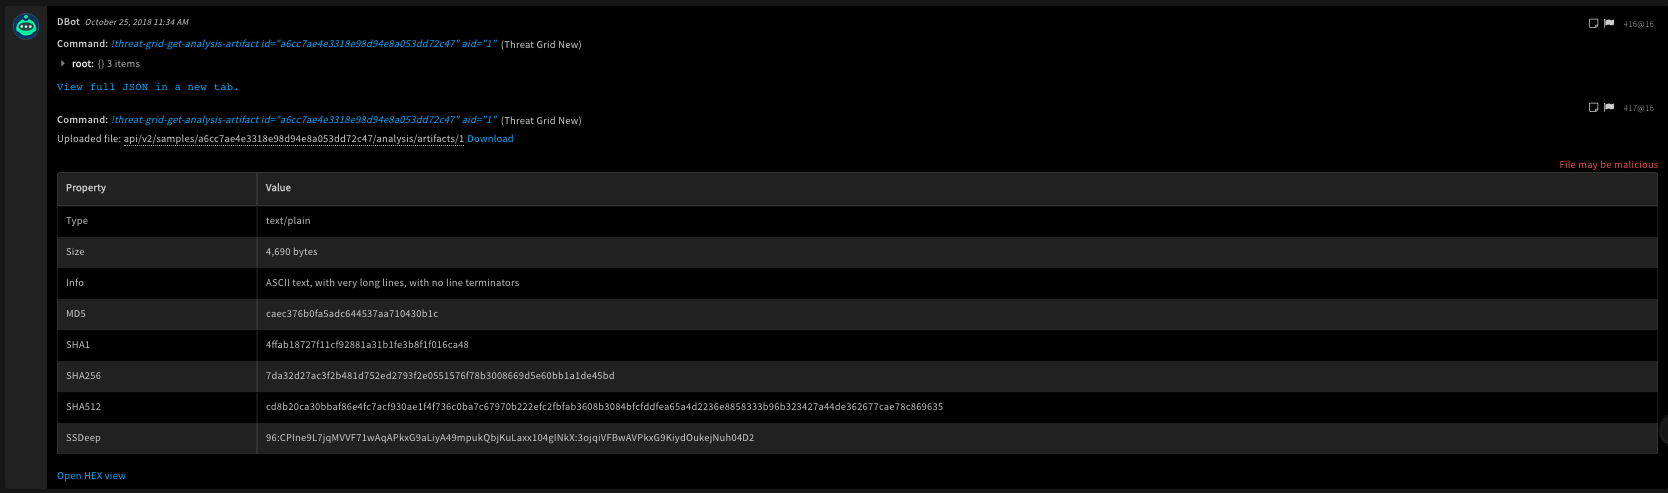 DBot October 25, 2018 11:34 AM
416@16
Command: !threat-grid-get-analysis-artifact id="a6cc7ae4e3318e98d94e8a053dd72c47" aid="1" (Threat Grid New)
root: {} 3 items
View full JSON in a new tab.
417@16
Command: !threat-grid-get-analysis-artifact id="a6cc7ae4e3318e98d94e8a053dd72c47" aid="1" (Threat Grid New)
Uploaded file: api/v2/samples/a6cc7ae4e3318e98d94e8a053dd72c47/analysis/artifacts/1 Download
File may be malicious
Property Value
Type text/plain
Size 4,690 bytes
Info ASCII text, with very long lines, with no line terminators
MD5 caec376b0fa5adc644537aa710430b1c
SHA1 4ffab18727f11cf92881a31b1fe3b8f1f016ca48
SHA256 7da32d27ac3f2b481d752ed2793f2e0551576f78b3008669d5e60bb1a1de45bd
SHA512 cd8b20ca30bbaf86e4fc7acf930ae1f4f736c0ba7c67970b222efc2fbfab3608b3084bfcfddfea65a4d2236e8858333b96b323427a44de362677cae78c869635
SSDeep 96:CPIne9L7jqMVVF71wAqAPkxG9aLiyA49mpukQbjKuLaxx104gINkX:3ojqiVFBwAVPkxG9KiydOukejNuh04D2
Open HEX view